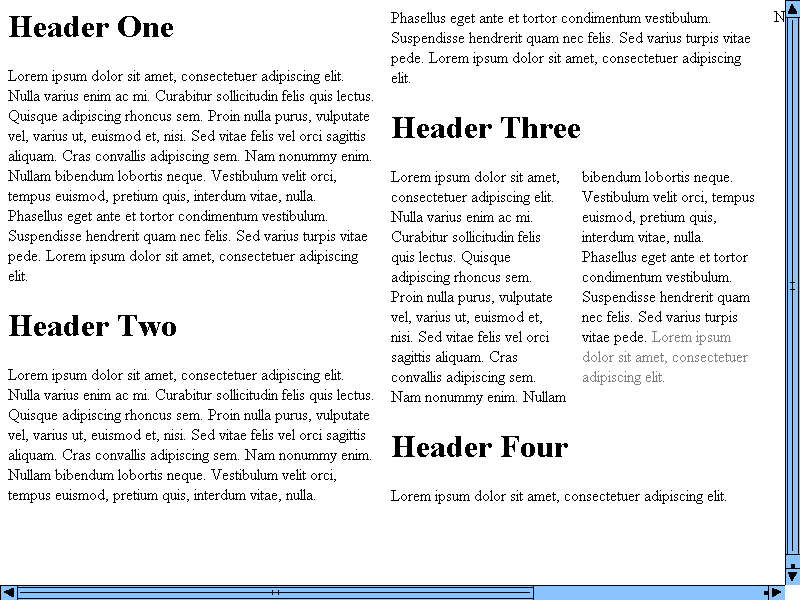 Header One
Lorem ipsum dolor sit amet, consectetuer adipiscing elit.
Nulla varius enim ac mi. Curabitur sollicitudin felis quis lectus.
Quisque adipiscing rhoncus sem. Proin nulla purus, vulputate
vel, varius ut, euismod et, nisi. Sed vitae felis vel orci sagittis
aliquam. Cras convallis adipiscing sem. Nam nonummy enim.
Nullam bibendum lobortis neque. Vestibulum velit orci,
tempus euismod, pretium quis, interdum vitae, nulla.
Phasellus eget ante et tortor condimentum vestibulum.
Suspendisse hendrerit quam nec felis. Sed varius turpis vitae
pede. Lorem ipsum dolor sit amet, consectetuer adipiscing
elit.
Header Two
Lorem ipsum dolor sit amet, consectetuer adipiscing elit.
Nulla varius enim ac mi. Curabitur sollicitudin felis quis lectus.
Quisque adipiscing rhoncus sem. Proin nulla purus, vulputate
vel, varius ut, euismod et, nisi. Sed vitae felis vel orci sagittis
aliquam. Cras convallis adipiscing sem. Nam nonummy enim.
Nullam bibendum lobortis neque. Vestibulum velit orci,
tempus euismod, pretium quis, interdum vitae, nulla.
Phasellus eget ante et tortor condimentum vestibulum.
Suspendisse hendrerit quam nec felis. Sed varius turpis vitae
pede. Lorem ipsum dolor sit amet, consectetuer adipiscing
elit.
Header Three
Lorem ipsum dolor sit amet,
consectetuer adipiscing elit.
Nulla varius enim ac mi.
Curabitur sollicitudin felis
quis lectus. Quisque
adipiscing rhoncus sem.
Proin nulla purus, vulputate
vel, varius ut, euismod et,
nisi. Sed vitae felis vel orci
sagittis aliquam. Cras
convallis adipiscing sem.
Nam nonummy enim. Nullam
bibendum lobortis neque.
Vestibulum velit orci, tempus
euismod, pretium quis,
interdum vitae, nulla.
Phasellus eget ante et tortor
condimentum vestibulum.
Suspendisse hendrerit quam
nec felis. Sed varius turpis
vitae pede. Lorem ipsum
dolor sit amet, consectetuer
adipiscing elit.
Header Four
Lorem ipsum dolor sit amet, consectetuer adipiscing elit.